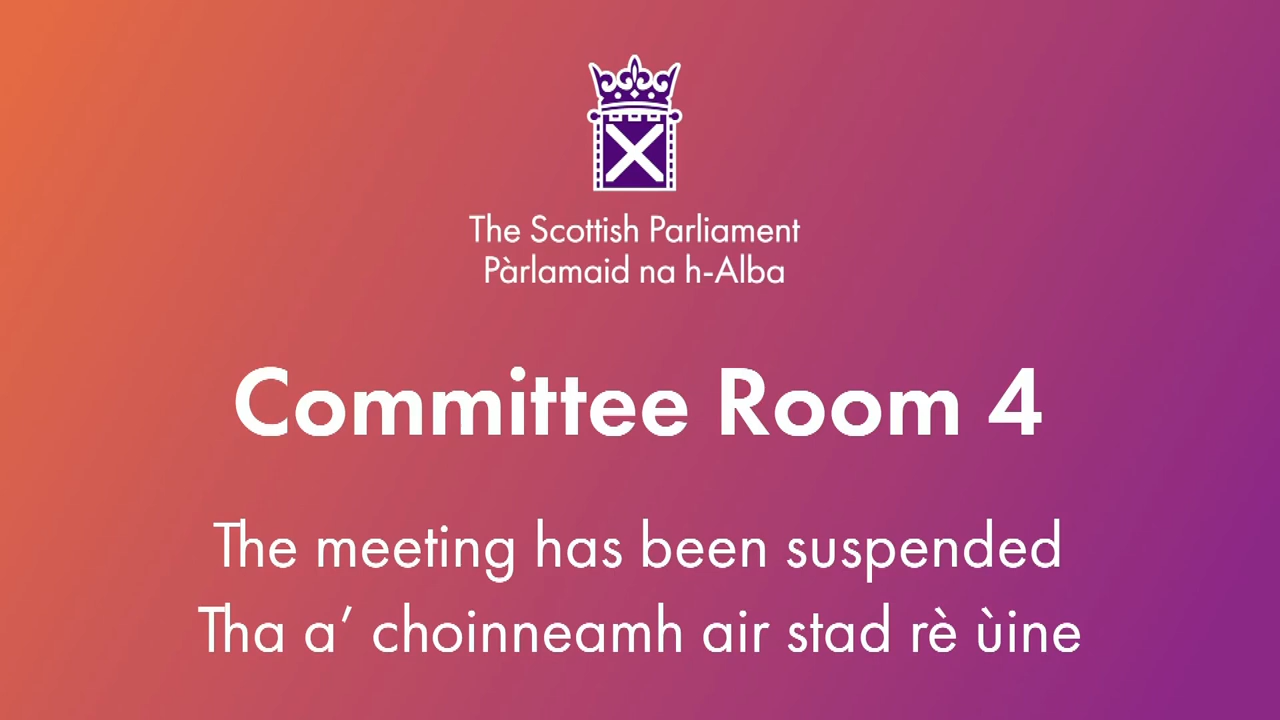 The Scottish Parliament
Pàrlamaid na h-Alba
Committee Room 4
The meeting has been suspended
Tha a’ choinneamh air stad rè ùine